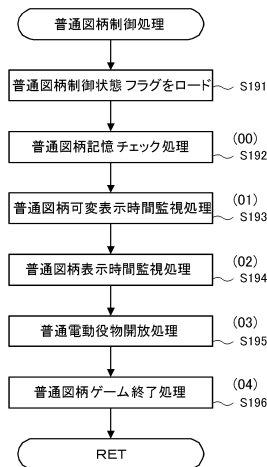 普通図柄制御処理
普通図柄制御状態フラグをロード
S191
(00)
普通図柄記憶チェック処理
S192
(01)
普通図柄可変表示時間監視処理
S193
(02)
普通図柄表示時間監視処理
S194
(03)
普通電動役物開放処理
S195
(04)
普通図柄ゲーム終了処理
S196
RET